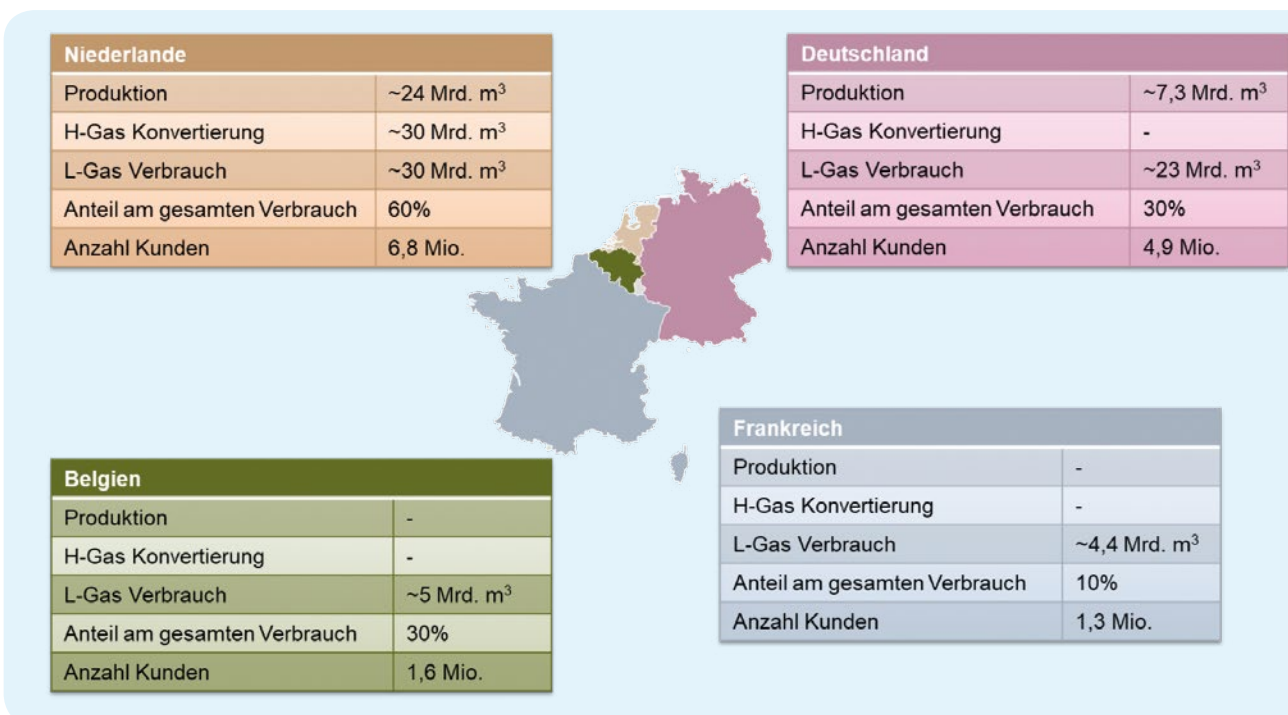 Niederlande
Produktion ~24 Mrd. m³
H-Gas Konvertierung ~30 Mrd. m³
L-Gas Verbrauch ~30 Mrd. m³
Anteil am gesamten Verbrauch 60%
Anzahl Kunden 6,8 Mio.
Deutschland
Produktion ~7,3 Mrd. m³
H-Gas Konvertierung -
L-Gas Verbrauch ~23 Mrd. m³
Anteil am gesamten Verbrauch 30%
Anzahl Kunden 4,9 Mio.
Belgien
Produktion -
H-Gas Konvertierung -
L-Gas Verbrauch ~5 Mrd. m³
Anteil am gesamten Verbrauch 30%
Anzahl Kunden 1,6 Mio.
Frankreich
Produktion -
H-Gas Konvertierung -
L-Gas Verbrauch ~4,4 Mrd. m³
Anteil am gesamten Verbrauch 10%
Anzahl Kunden 1,3 Mio.